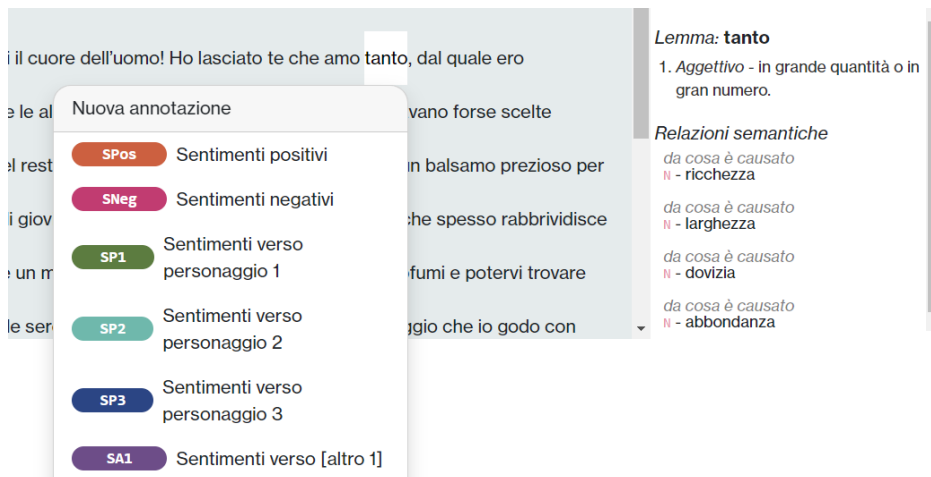 i il cuore dell'uomo! Ho lasciato te che amo tanto, dal quale ero
e le al
vano forse scelte
el rest
un balsamo prezioso per
li giov
che spesso rabbrividisce
e un m
fumi e potervi trovare
le ser
ggio che io godo con
Nuova annotazione
SPos Sentimenti positivi
SNeg Sentimenti negativi
SP1 Sentimenti verso
personaggio 1
SP2 Sentimenti verso
personaggio 2
SP3 Sentimenti verso
personaggio 3
SA1 Sentimenti verso [altro 1]
Lemma: tanto
1. Aggettivo - in grande quantità o in
gran numero.
Relazioni semantiche
da cosa è causato
N - ricchezza
da cosa è causato
N - larghezza
da cosa è causato
N - dovizia
da cosa è causato
N - abbondanza